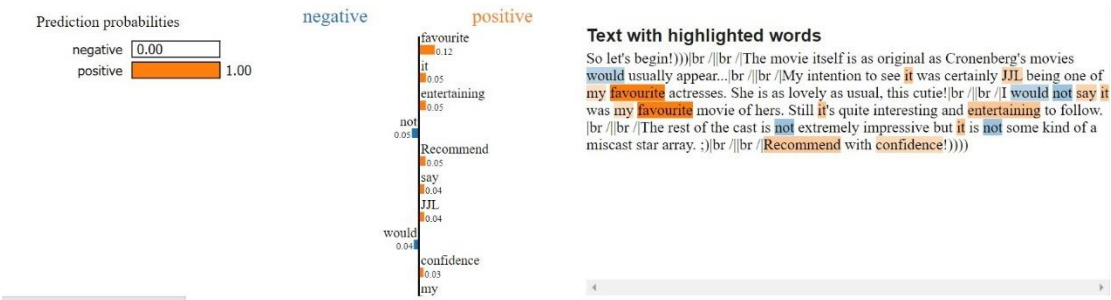 Prediction probabilities
negative 0.00
positive 1.00
negative positive
favourite
0.12
it
0.05
entertaining
0.05
not
0.05
Recommend
0.05
say
0.04
JJL
0.04
would
0.04
confidence
0.03
my
Text with highlighted words
So let's begin!)))|br /||br /|The movie itself is as original as Cronenberg's movies
would usually appear...|br /||br /|My intention to see it was certainly JJL being one of
my favourite actresses. She is as lovely as usual, this cutie!|br /||br /|I would not say it
was my favourite movie of hers. Still it's quite interesting and entertaining to follow.
|br /||br /|The rest of the cast is not extremely impressive but it is not some kind of a
miscast star array. ;)|br /||br /|Recommend with confidence!))))